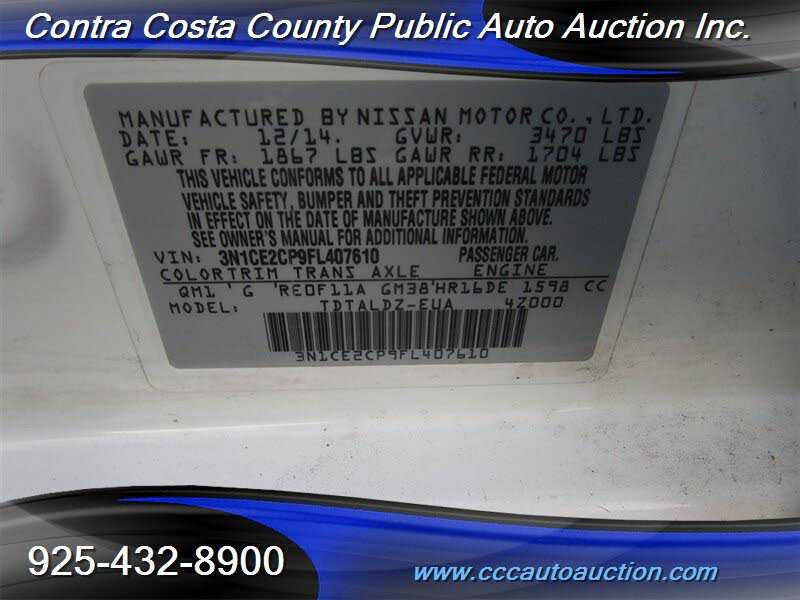 Contra Costa County Public Auto Auction Inc.
MANUFACTURED BY NISSAN MOTOR CO., LTD.
DATE: 12/14. GVWR: 3470 LBS
GAWR FR: 1867 LBS GAWR RR: 1704 LBS
THIS VEHICLE CONFORMS TO ALL APPLICABLE FEDERAL MOTOR
VEHICLE SAFETY, BUMPER AND THEFT PREVENTION STANDARDS
IN EFFECT ON THE DATE OF MANUFACTURE SHOWN ABOVE.
SEE OWNER'S MANUAL FOR ADDITIONAL INFORMATION.
VIN: 3N1CE2CP9FL407610 PASSENGER CAR.
COLOR TRIM TRANS AXLE ENGINE
QM1 ' G 'RE0F11A GM38'HR16DE 1598 CC
MODEL: TDTALDZ-EUA 4Z000
3N1CE2CP9FL407610
925-432-8900
www.cccautoauction.com